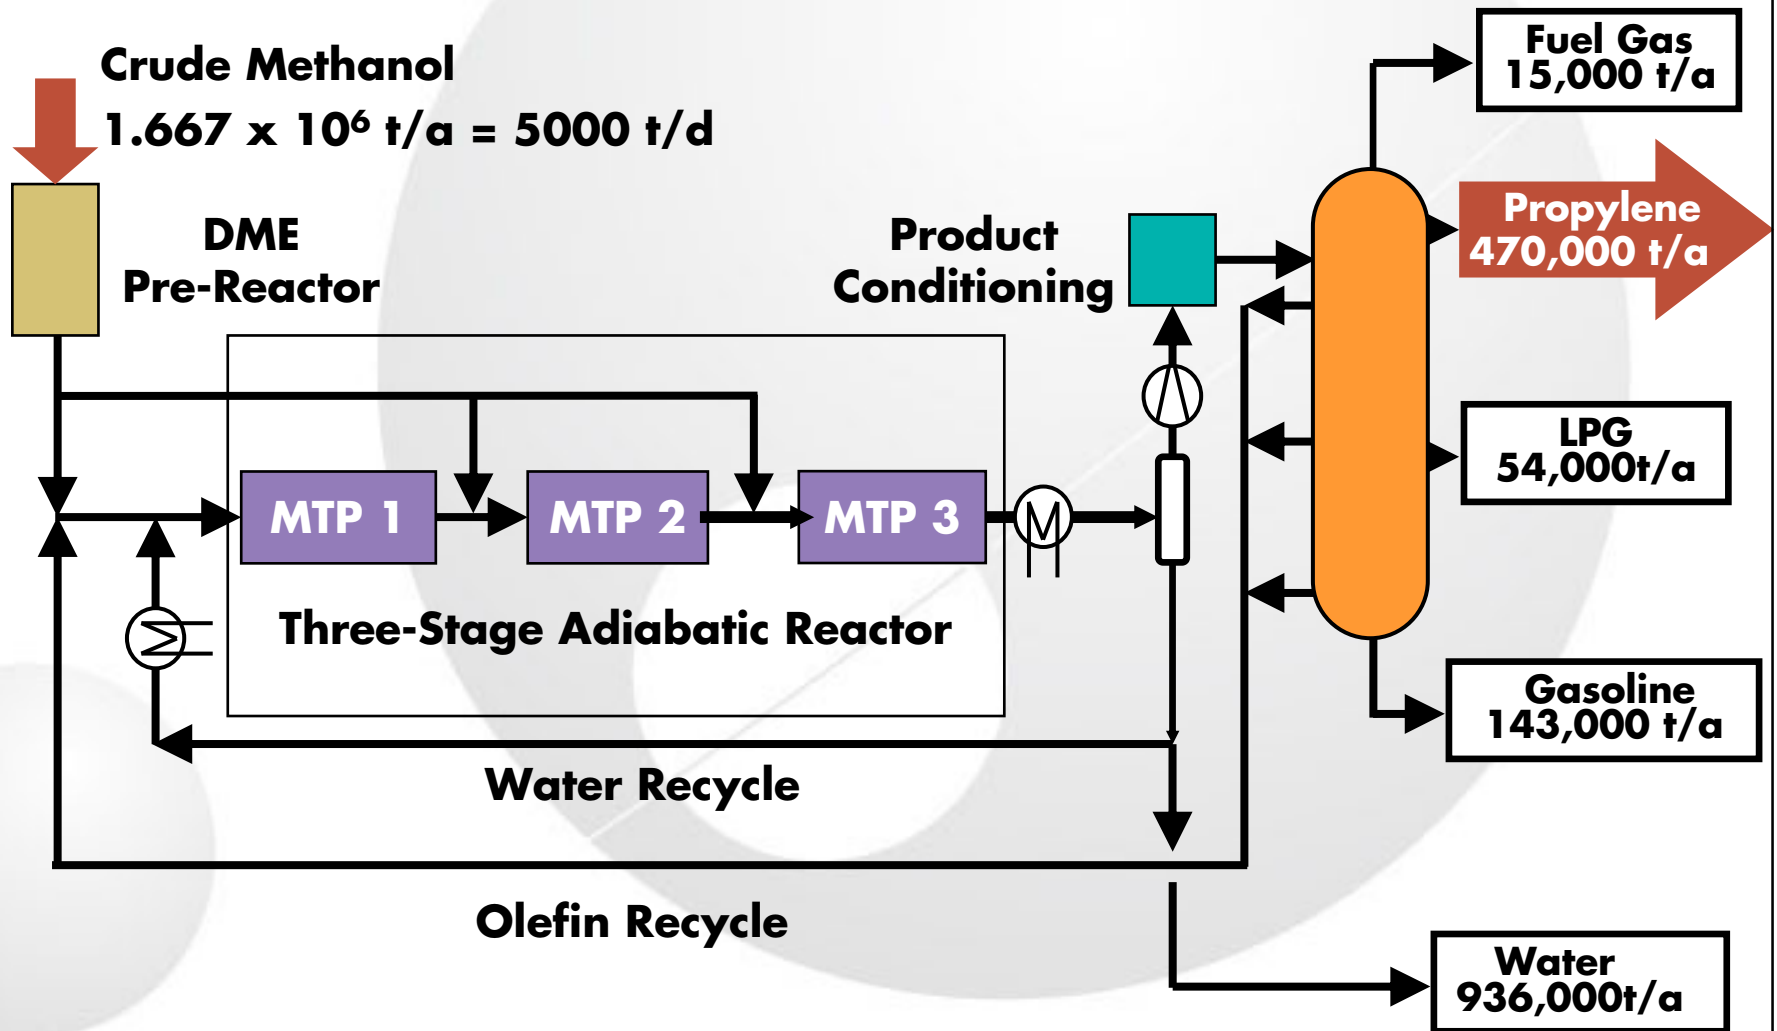 Crude Methanol
1.667 x 10⁶ t/a = 5000 t/d
Fuel Gas
15,000 t/a
DME
Pre-Reactor
Product
Conditioning
Propylene
470,000 t/a
MTP 1
MTP 2
MTP 3
LPG
54,000t/a
Three-Stage Adiabatic Reactor
Gasoline
143,000 t/a
Water Recycle
Olefin Recycle
Water
936,000t/a